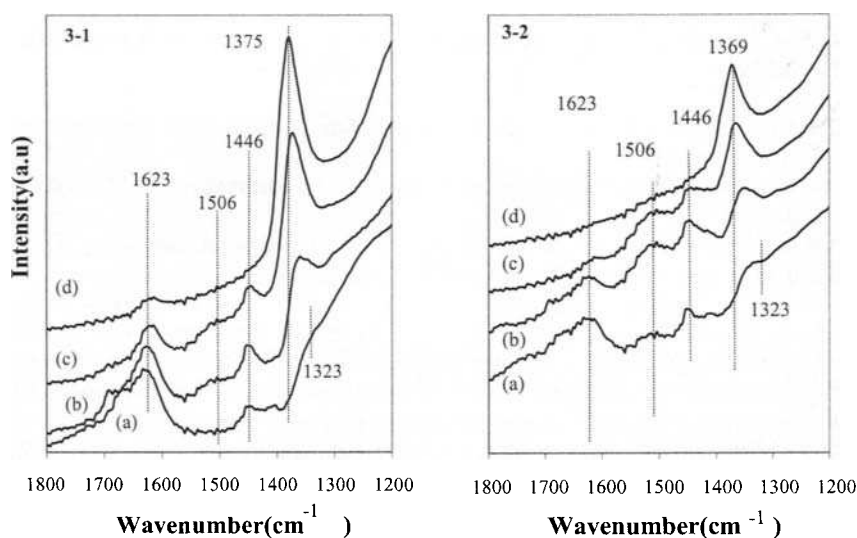 3-1
1375
1446
1623
1506
(d)
(c)
(b)
(a)
1323
Intensity(a.u)
1800 1700 1600 1500 1400 1300 1200
Wavenumber(cm⁻¹ )
3-2
1369
1623
1446
1506
(d)
(c)
(b)
(a)
1323
1800 1700 1600 1500 1400 1300 1200
Wavenumber(cm ⁻¹ )